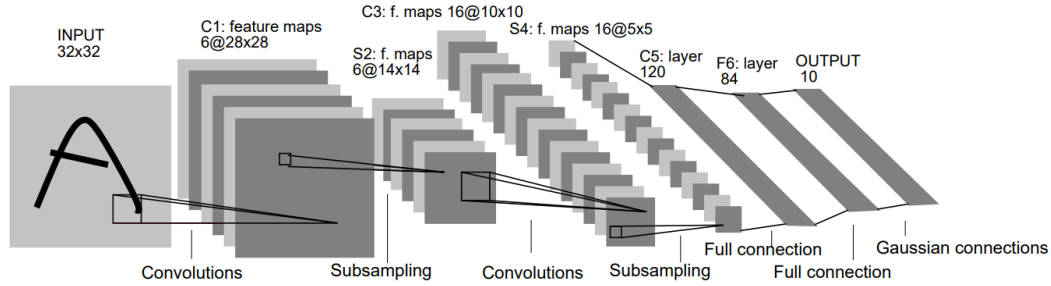 INPUT
32x32
C1: feature maps
6@28x28
S2: f. maps
6@14x14
C3: f. maps 16@10x10
S4: f. maps 16@5x5
C5: layer
120
F6: layer
84
OUTPUT
10
Convolutions
Subsampling
Convolutions
Subsampling
Full connection
Full connection
Gaussian connections